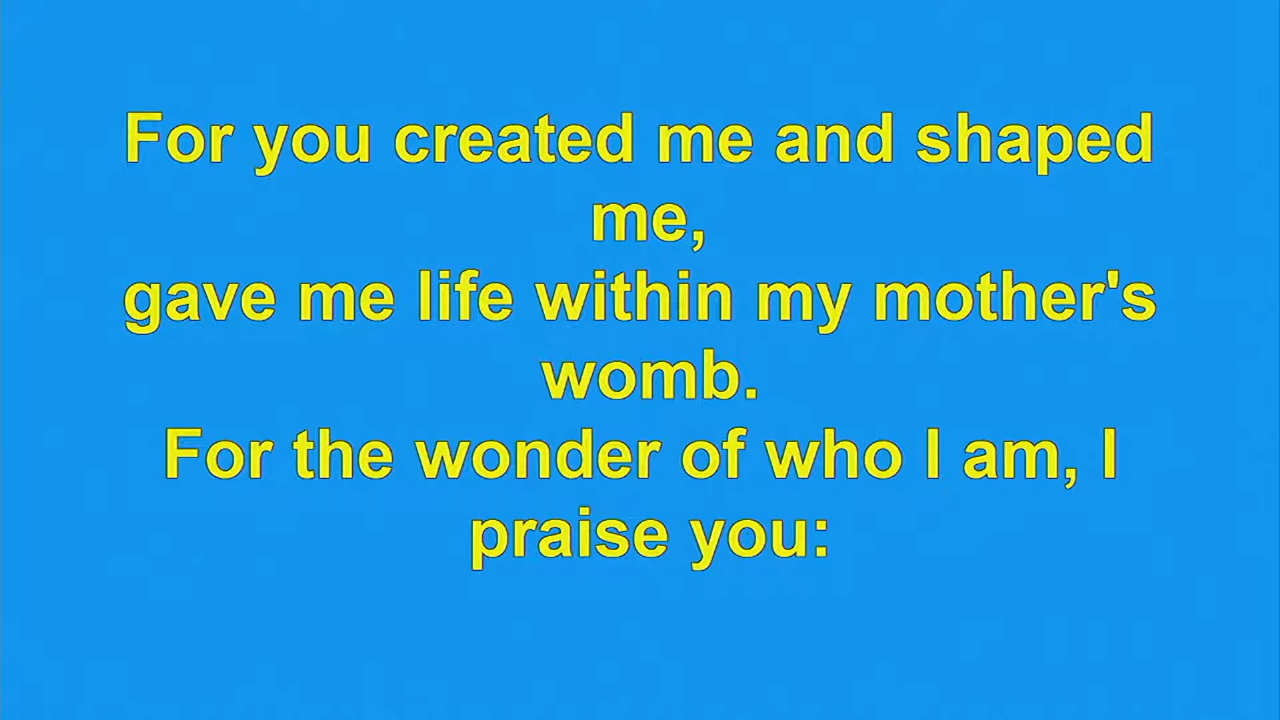 For you created me and shaped
me,
gave me life within my mother's
womb.
For the wonder of who I am, I
praise you: